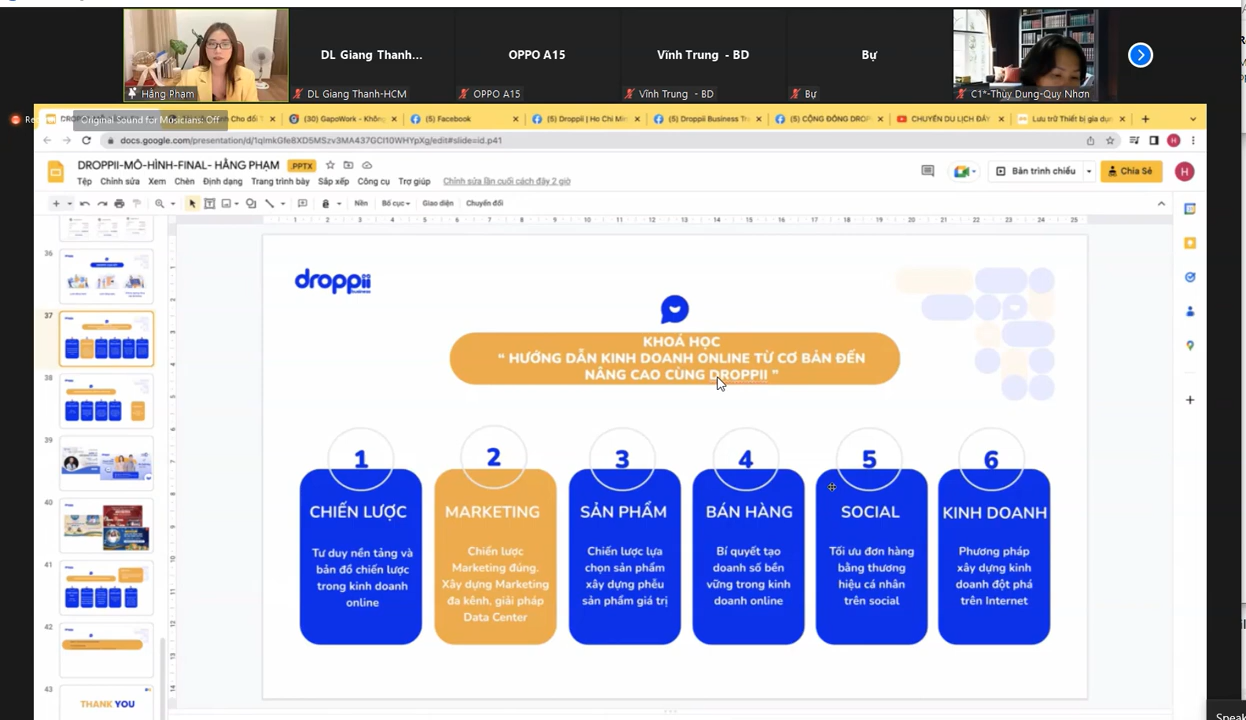 DL Giang Thanh...
OPPO A15
Vĩnh Trung - BD
Bự
Hằng Phạm
DL Giang Thanh-HCM
OPPO A15
Vĩnh Trung - BD
Bự
C1*-Thùy Dung-Quy Nhơn
Original Sound for Musicians: Off
(30) GapoWork - Không
(5) Facebook
(5) Droppii | Ho Chi Min
(5) Droppii Business Tra
(5) CỘNG ĐỒNG DROP
CHUYẾN DU LỊCH ĐẦY
Lưu trữ Thiết bị gia dụn
docs.google.com/presentation/d/1qImkGfe8XD5MSzv3MA437GCl10WHYpXg/edit#slide=id.p41
DROPPII-MÔ-HÌNH-FINAL- HẰNG PHẠM .PPTX
Tệp Chỉnh sửa Xem Chèn Định dạng Trang trình bày Sắp xếp Công cụ Trợ giúp Chỉnh sửa lần cuối cách đây 2 giờ
Bản trình chiếu
Chia Sẻ
H
Nền Bố cục Giao diện Chuyển đổi
36
37
38
39
40
41
42
43
THANK YOU
droppii
business
KHOÁ HỌC
“ HƯỚNG DẪN KINH DOANH ONLINE TỪ CƠ BẢN ĐẾN
NÂNG CAO CÙNG DROPPII ”
1
CHIẾN LƯỢC
Tư duy nền tảng và
bản đồ chiến lược
trong kinh doanh
online
2
MARKETING
Chiến lược
Marketing đúng.
Xây dựng Marketing
đa kênh, giải pháp
Data Center
3
SẢN PHẨM
Chiến lược lựa
chọn sản phẩm
xây dựng phễu
sản phẩm giá trị
4
BÁN HÀNG
Bí quyết tạo
doanh số bền
vững trong kinh
doanh online
5
SOCIAL
Tối ưu đơn hàng
bằng thương
hiệu cá nhân
trên social
6
KINH DOANH
Phương pháp
xây dựng kinh
doanh đột phá
trên Internet
Speak